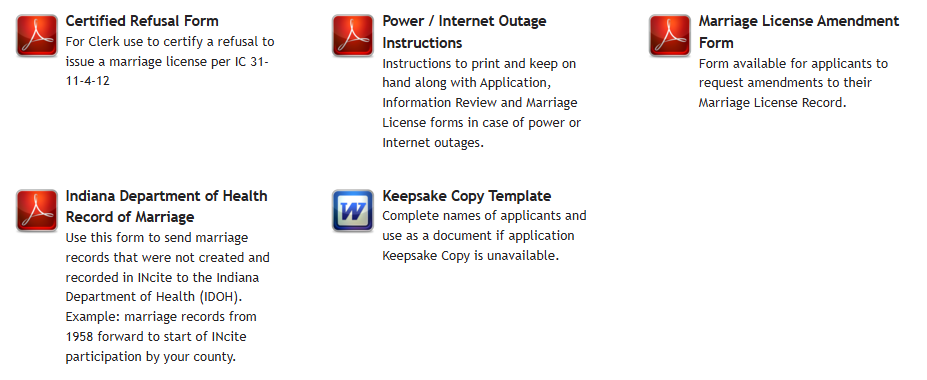 Certified Refusal Form
For Clerk use to certify a refusal to
issue a marriage license per IC 31-
11-4-12
Power / Internet Outage
Instructions
Instructions to print and keep on
hand along with Application,
Information Review and Marriage
License forms in case of power or
Internet outages.
Marriage License Amendment
Form
Form available for applicants to
request amendments to their
Marriage License Record.
Indiana Department of Health
Record of Marriage
Use this form to send marriage
records that were not created and
recorded in INcite to the Indiana
Department of Health (IDOH).
Example: marriage records from
1958 forward to start of INcite
participation by your county.
W
Keepsake Copy Template
Complete names of applicants and
use as a document if application
Keepsake Copy is unavailable.